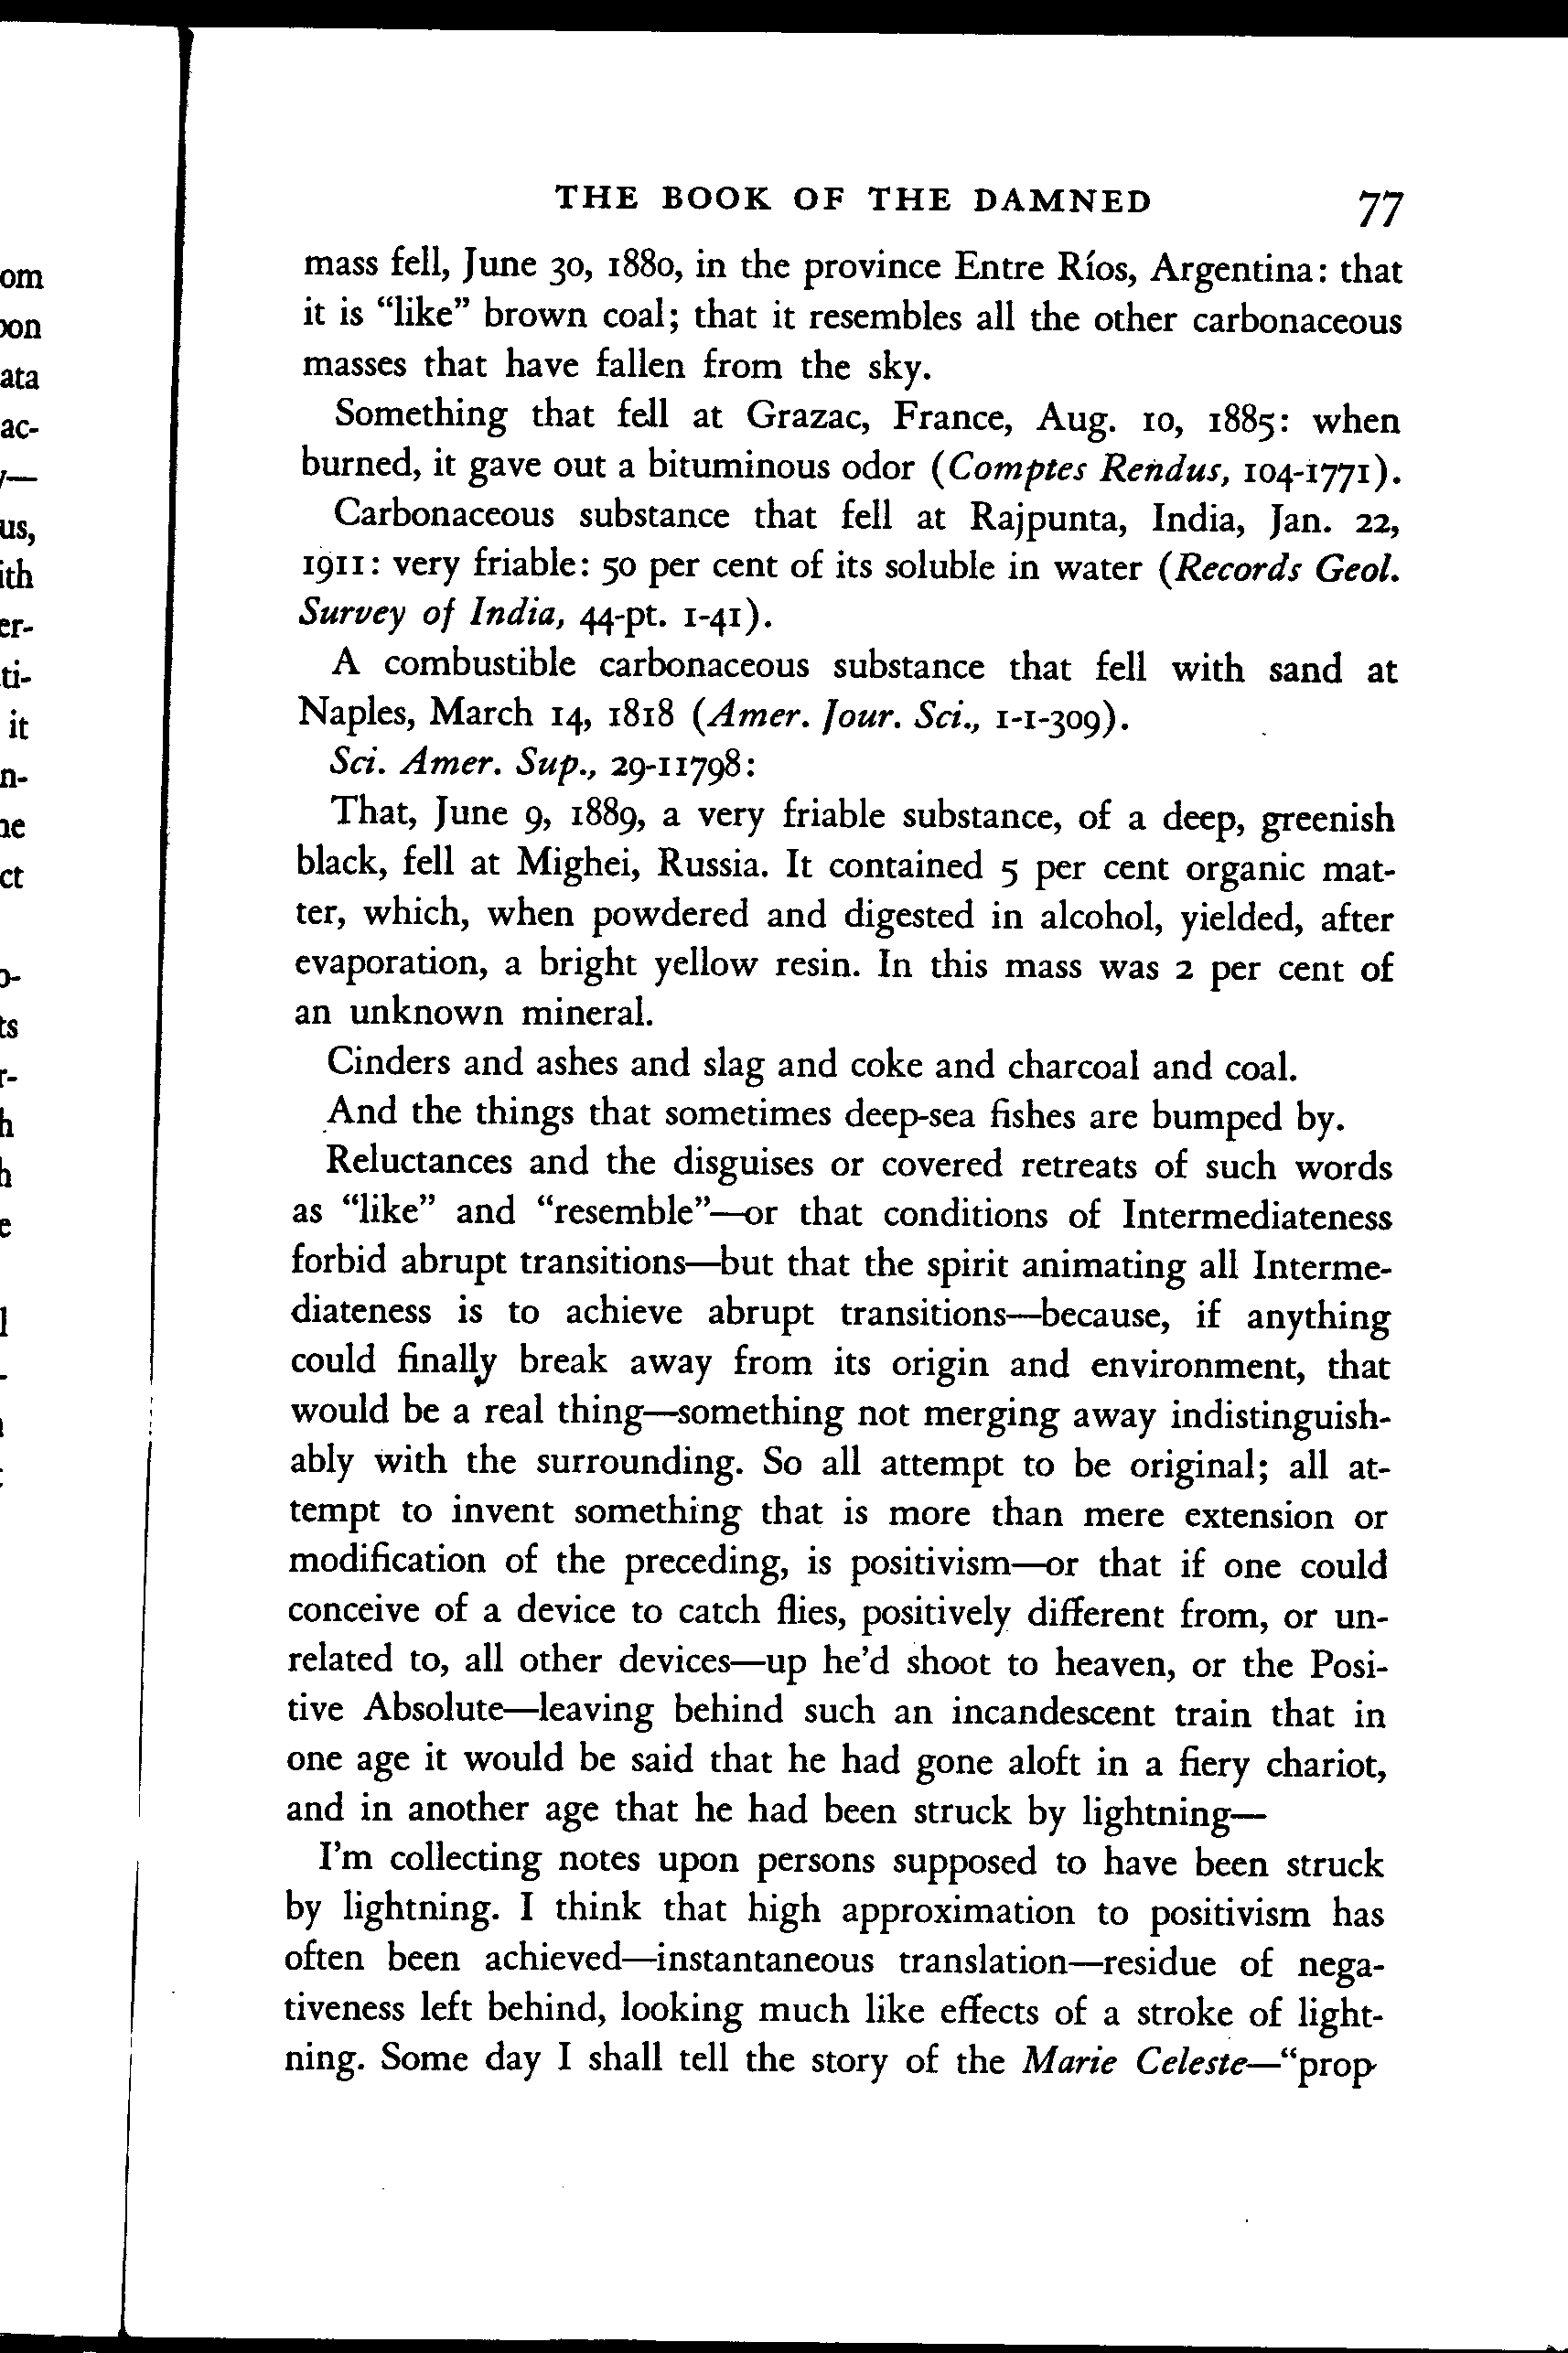 THE BOOK OF THE DAMNED 77
mass fell, June 30, 1880, in the province Entre Ríos, Argentina: that
it is “like” brown coal; that it resembles all the other carbonaceous
masses that have fallen from the sky.
Something that fell at Grazac, France, Aug. 10, 1885: when
burned, it gave out a bituminous odor (Comptes Rendus, 104-1771).
Carbonaceous substance that fell at Rajpunta, India, Jan. 22,
1911: very friable: 50 per cent of its soluble in water (Records Geol.
Survey of India, 44-pt. 1-41).
A combustible carbonaceous substance that fell with sand at
Naples, March 14, 1818 (Amer. Jour. Sci., 1-1-309).
Sci. Amer. Sup., 29-11798:
That, June 9, 1889, a very friable substance, of a deep, greenish
black, fell at Mighei, Russia. It contained 5 per cent organic mat-
ter, which, when powdered and digested in alcohol, yielded, after
evaporation, a bright yellow resin. In this mass was 2 per cent of
an unknown mineral.
Cinders and ashes and slag and coke and charcoal and coal.
And the things that sometimes deep-sea fishes are bumped by.
Reluctances and the disguises or covered retreats of such words
as “like” and “resemble”—or that conditions of Intermediateness
forbid abrupt transitions—but that the spirit animating all Interme-
diateness is to achieve abrupt transitions—because, if anything
could finally break away from its origin and environment, that
would be a real thing—something not merging away indistinguish-
ably with the surrounding. So all attempt to be original; all at-
tempt to invent something that is more than mere extension or
modification of the preceding, is positivism—or that if one could
conceive of a device to catch flies, positively different from, or un-
related to, all other devices—up he’d shoot to heaven, or the Posi-
tive Absolute—leaving behind such an incandescent train that in
one age it would be said that he had gone aloft in a fiery chariot,
and in another age that he had been struck by lightning—
I’m collecting notes upon persons supposed to have been struck
by lightning. I think that high approximation to positivism has
often been achieved—instantaneous translation—residue of nega-
tiveness left behind, looking much like effects of a stroke of light-
ning. Some day I shall tell the story of the Marie Celeste—“prop-